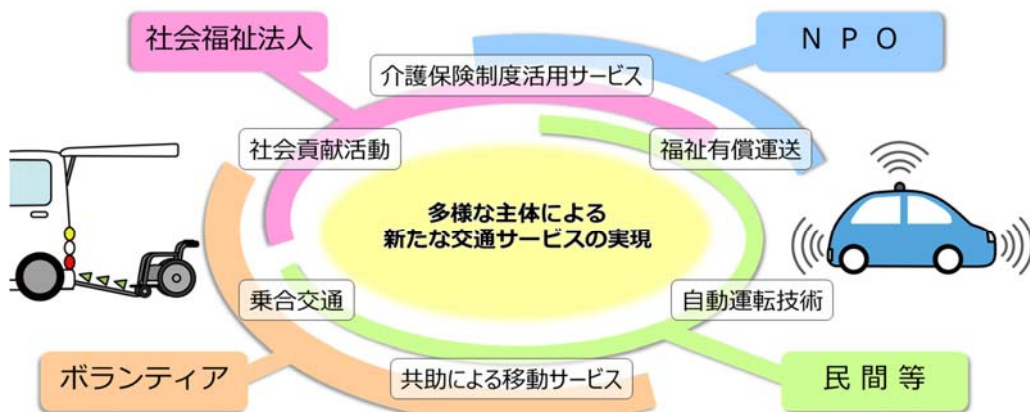 社会福祉法人
NPO
介護保険制度活用サービス
社会貢献活動
福祉有償運送
多様な主体による
新たな交通サービスの実現
乗合交通
自動運転技術
ボランティア
共助による移動サービス
民間等